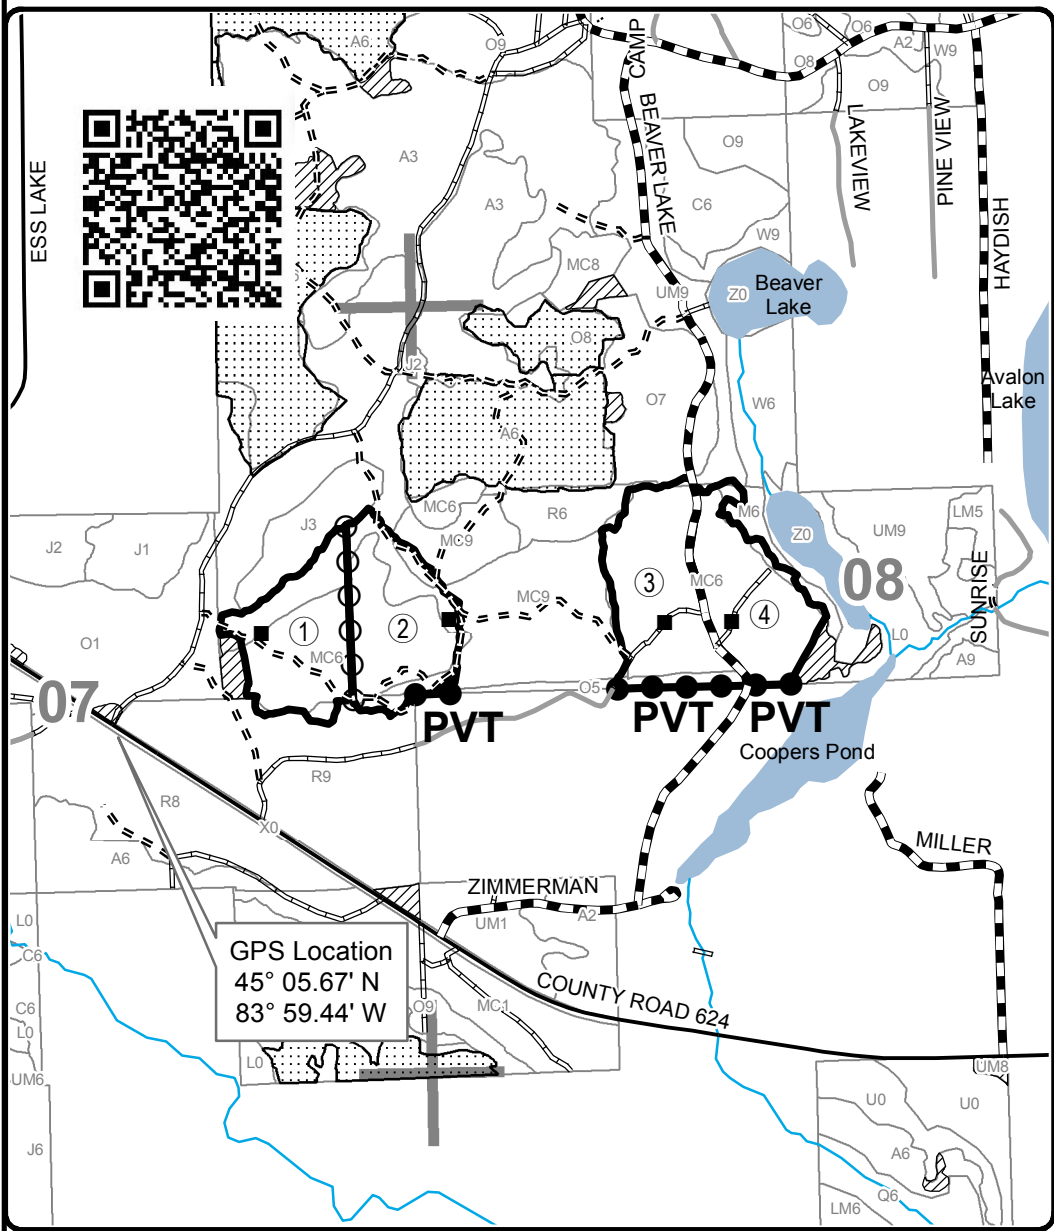 A6
O9
CAMP
O6
O6
A2
W9
O8
O9
ESS LAKE
A3
BEAVER LAKE
O9
LAKEVIEW
PINE VIEW
A3
C6
W9
HAYDISH
MC8
UM9
Z0
Beaver
Lake
J2
O8
O7
W6
Avalon
Lake
A6
MC6
R6
M6
J3
MC9
Z0
UM9
LM5
J2
J1
MC9
3
MC6
4
08
SUNRISE
O1
1
2
MC6
L0
A9
07
O5
PVT
PVT
PVT
Coopers Pond
R9
R8
X0
A6
MILLER
ZIMMERMAN
L0
UM1
A2
C6
GPS Location
45° 05.67' N
83° 59.44' W
COUNTY ROAD 624
C6
L0
O9
MC1
L0
UM6
UM8
U0
U0
J6
A6
Q6
LM6